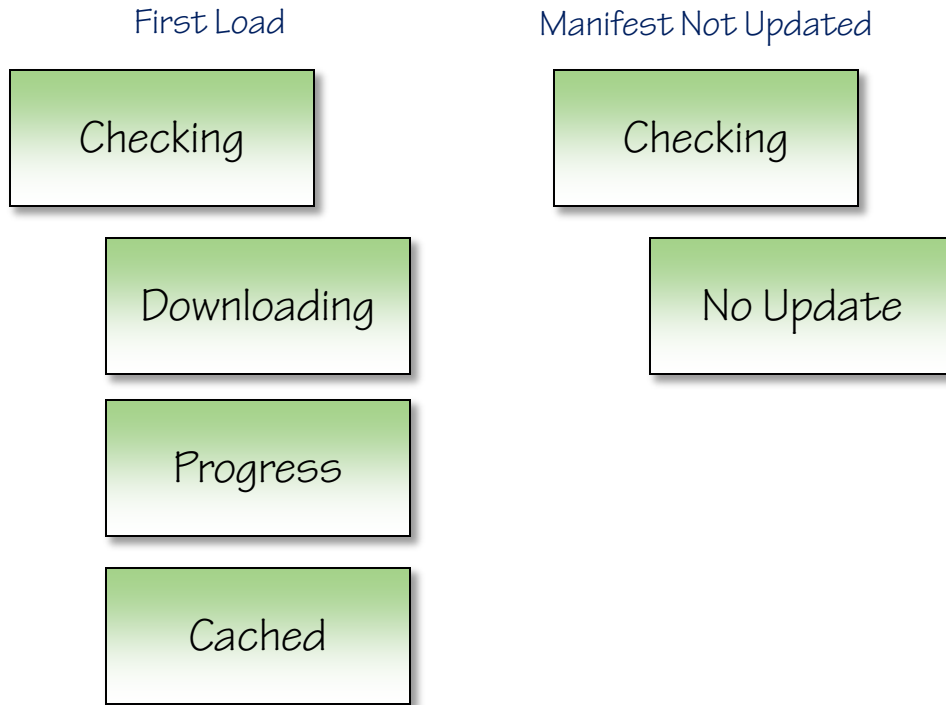 First Load
Checking
Downloading
Progress
Cached
Manifest Not Updated
Checking
No Update